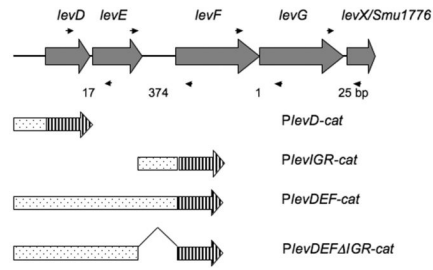 levD levE levF levG levX/Smu1776
17 374 1 25 bp
PlevD-cat
PlevIGR-cat
PlevDEF-cat
PlevDEFΔIGR-cat